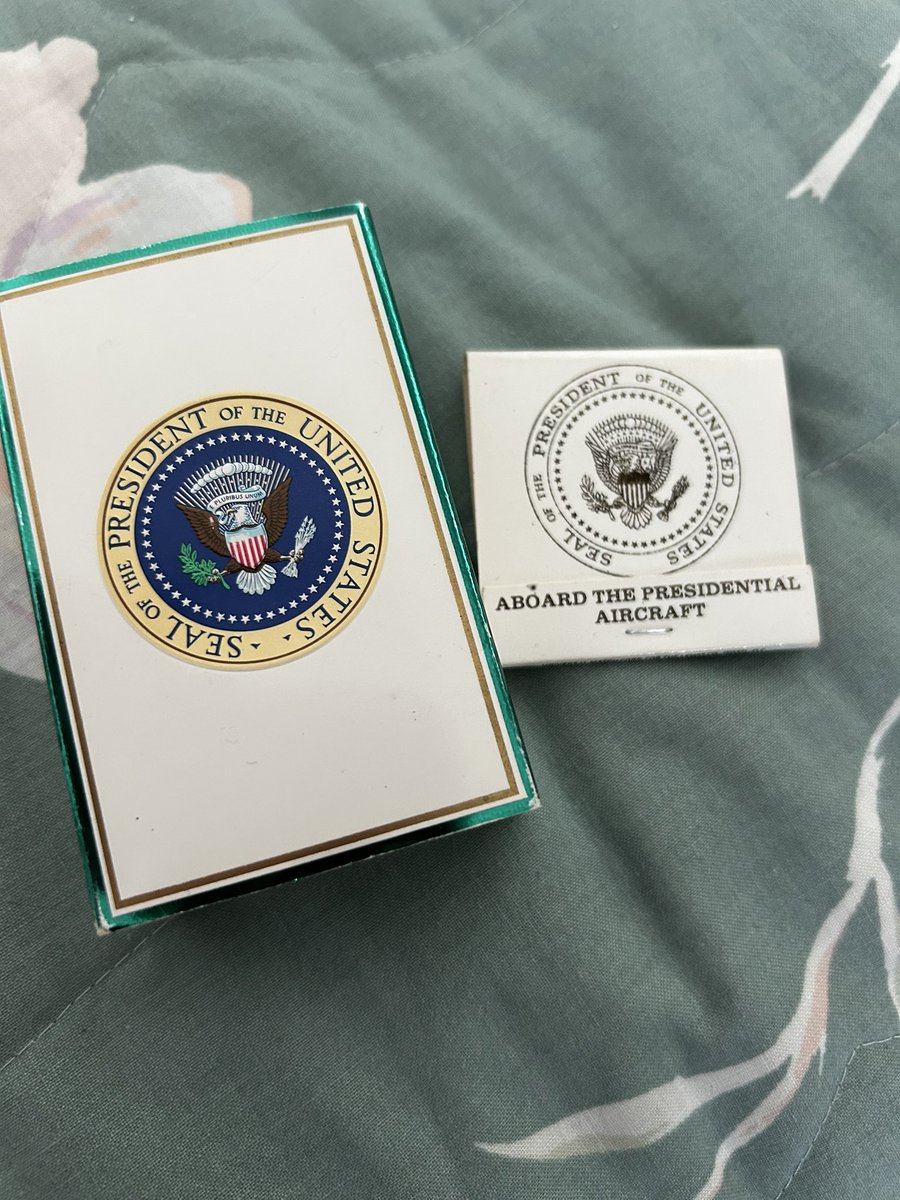 SEAL OF THE PRESIDENT OF THE UNITED STATES
PLURIBUS UNUM
SEAL OF THE PRESIDENT OF THE UNITED STATES
ABOARD THE PRESIDENTIAL
AIRCRAFT